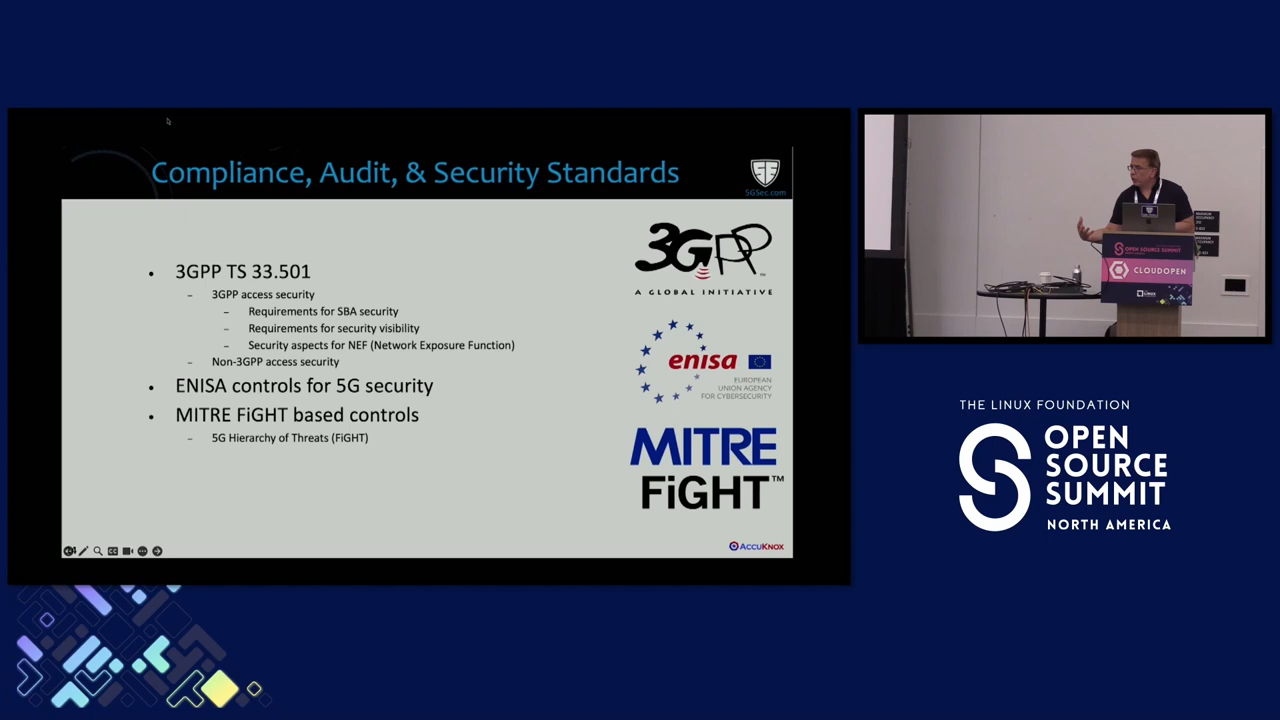 Compliance, Audit, & Security Standards
5GSec.com
3GPP TS 33.501
3GPP access security
Requirements for SBA security
Requirements for security visibility
Security aspects for NEF (Network Exposure Function)
Non-3GPP access security
ENISA controls for 5G security
MITRE FiGHT based controls
5G Hierarchy of Threats (FiGHT)
3GPP
TM
A GLOBAL INITIATIVE
enisa
EUROPEAN
UNION AGENCY
FOR CYBERSECURITY
MITRE
FiGHT™
ACCUKNOX
OPEN SOURCE SUMMIT
CLOUDOPEN
THE LINUX FOUNDATION
OPEN
SOURCE
SUMMIT
NORTH AMERICA